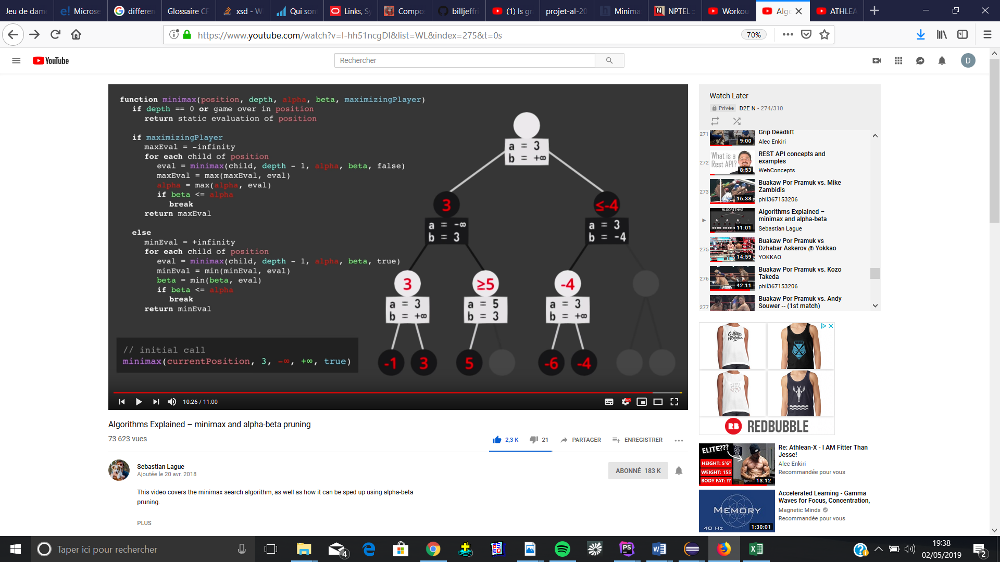 Jeu de dame
Microse
differen
Glossaire CF
xsd - W
Qui son
Links, Sy
Compo
billjeffri
(1) Is gr
projet-al-20
Minima
NPTEL ::
Workou
Algo
ATHLEA
https://www.youtube.com/watch?v=l-hh51ncgDI&list=WL&index=275&t=0s
70%
YouTube
Rechercher
D
function minimax(position, depth, alpha, beta, maximizingPlayer)
if depth == 0 or game over in position
return static evaluation of position
if maximizingPlayer
maxEval = -infinity
for each child of position
eval = minimax(child, depth - 1, alpha, beta, false)
maxEval = max(maxEval, eval)
alpha = max(alpha, eval)
if beta <= alpha
break
return maxEval
else
minEval = +infinity
for each child of position
eval = minimax(child, depth - 1, alpha, beta, true)
minEval = min(minEval, eval)
beta = min(beta, eval)
if beta <= alpha
break
return minEval
// initial call
minimax(currentPosition, 3, -∞, +∞, true)
a = 3
b = +∞
3
a = -∞
b = 3
≤-4
a = 3
b = -4
3
a = 3
b = +∞
≥5
a = 5
b = 3
-4
a = 3
b = +∞
-1
3
5
-6
-4
10:26 / 11:00
HD
Algorithms Explained – minimax and alpha-beta pruning
73 623 vues
2,3 K
21
PARTAGER
ENREGISTRER
Sebastian Lague
Ajoutée le 20 avr. 2018
ABONNÉ 183 K
This video covers the minimax search algorithm, as well as how it can be sped up using alpha-beta
pruning.
PLUS
Watch Later
Privée
D2E N - 274/310
271
9:00
Grip Deadlift
Alec Enkiri
272
What is a
Rest API?
8:53
REST API concepts and
examples
WebConcepts
273
16:38
Buakaw Por Pramuk vs. Mike
Zambidis
phil367153206
ALGORITHMS
11:01
Algorithms Explained –
minimax and alpha-beta
Sebastian Lague
275
14:59
Buakaw Por Pramuk vs
Dzhabar Askerov @ Yokkao
YOKKAO
276
42:11
Buakaw Por Pramuk vs. Kozo
Takeda
phil367153206
277
Buakaw Por Pramuk vs. Andy
Souwer -- (1st match)
RB REDBUBBLE
ELITE???
HEIGHT: 5'6"
WEIGHT: 155
BODY FAT: ??
13:12
Re: Athlean-X - I AM Fitter Than
Jesse!
Alec Enkiri
Recommandée pour vous
MEMORY
40 Hz
1:30:01
Accelerated Learning - Gamma
Waves for Focus, Concentration,
Magnetic Minds
Recommandée pour vous
Taper ici pour rechercher
4
PS
19:38
02/05/2019
2